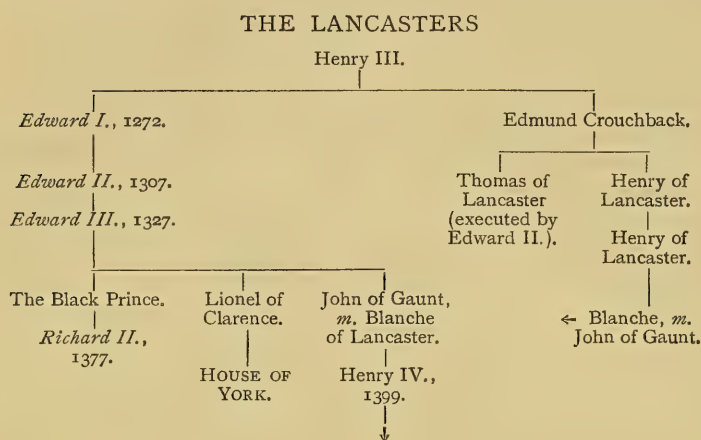 THE LANCASTERS
Henry III.
Edward I., 1272.
Edmund Crouchback.
Edward II., 1307.
Edward III., 1327.
Thomas of
Lancaster
(executed by
Edward II.).
Henry of
Lancaster.
Henry of
Lancaster.
The Black Prince.
Richard II.,
1377.
Lionel of
Clarence.
HOUSE OF
YORK.
John of Gaunt,
m. Blanche
of Lancaster.
Henry IV.,
1399.
← Blanche, m.
John of Gaunt.